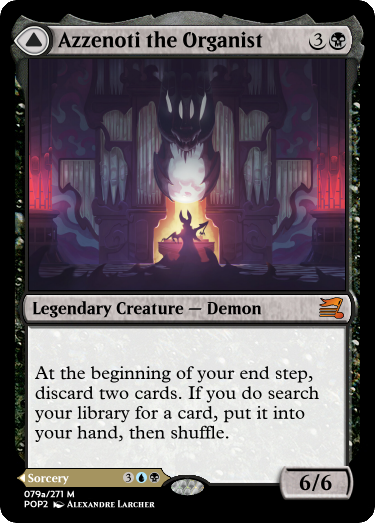 Azzenoti the Organist 3
Legendary Creature — Demon
At the beginning of your end step,
discard two cards. If you do search
your library for a card, put it into
your hand, then shuffle.
Sorcery 3
6/6
079a/271 M
POP2 Alexandre Larcher